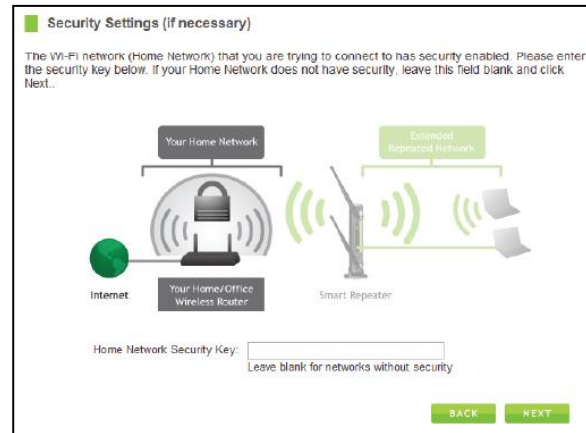 Security Settings (if necessary)
The Wi-Fi network (Home Network) that you are trying to connect to has security enabled. Please enter
the security key below. If your Home Network does not have security, leave this field blank and click
Next..
Your Home Network
Extended
Repeated Network
Internet
Your Home/Office
Wireless Router
Smart Repeater
Home Network Security Key:
Leave blank for networks without security
BACK
NEXT